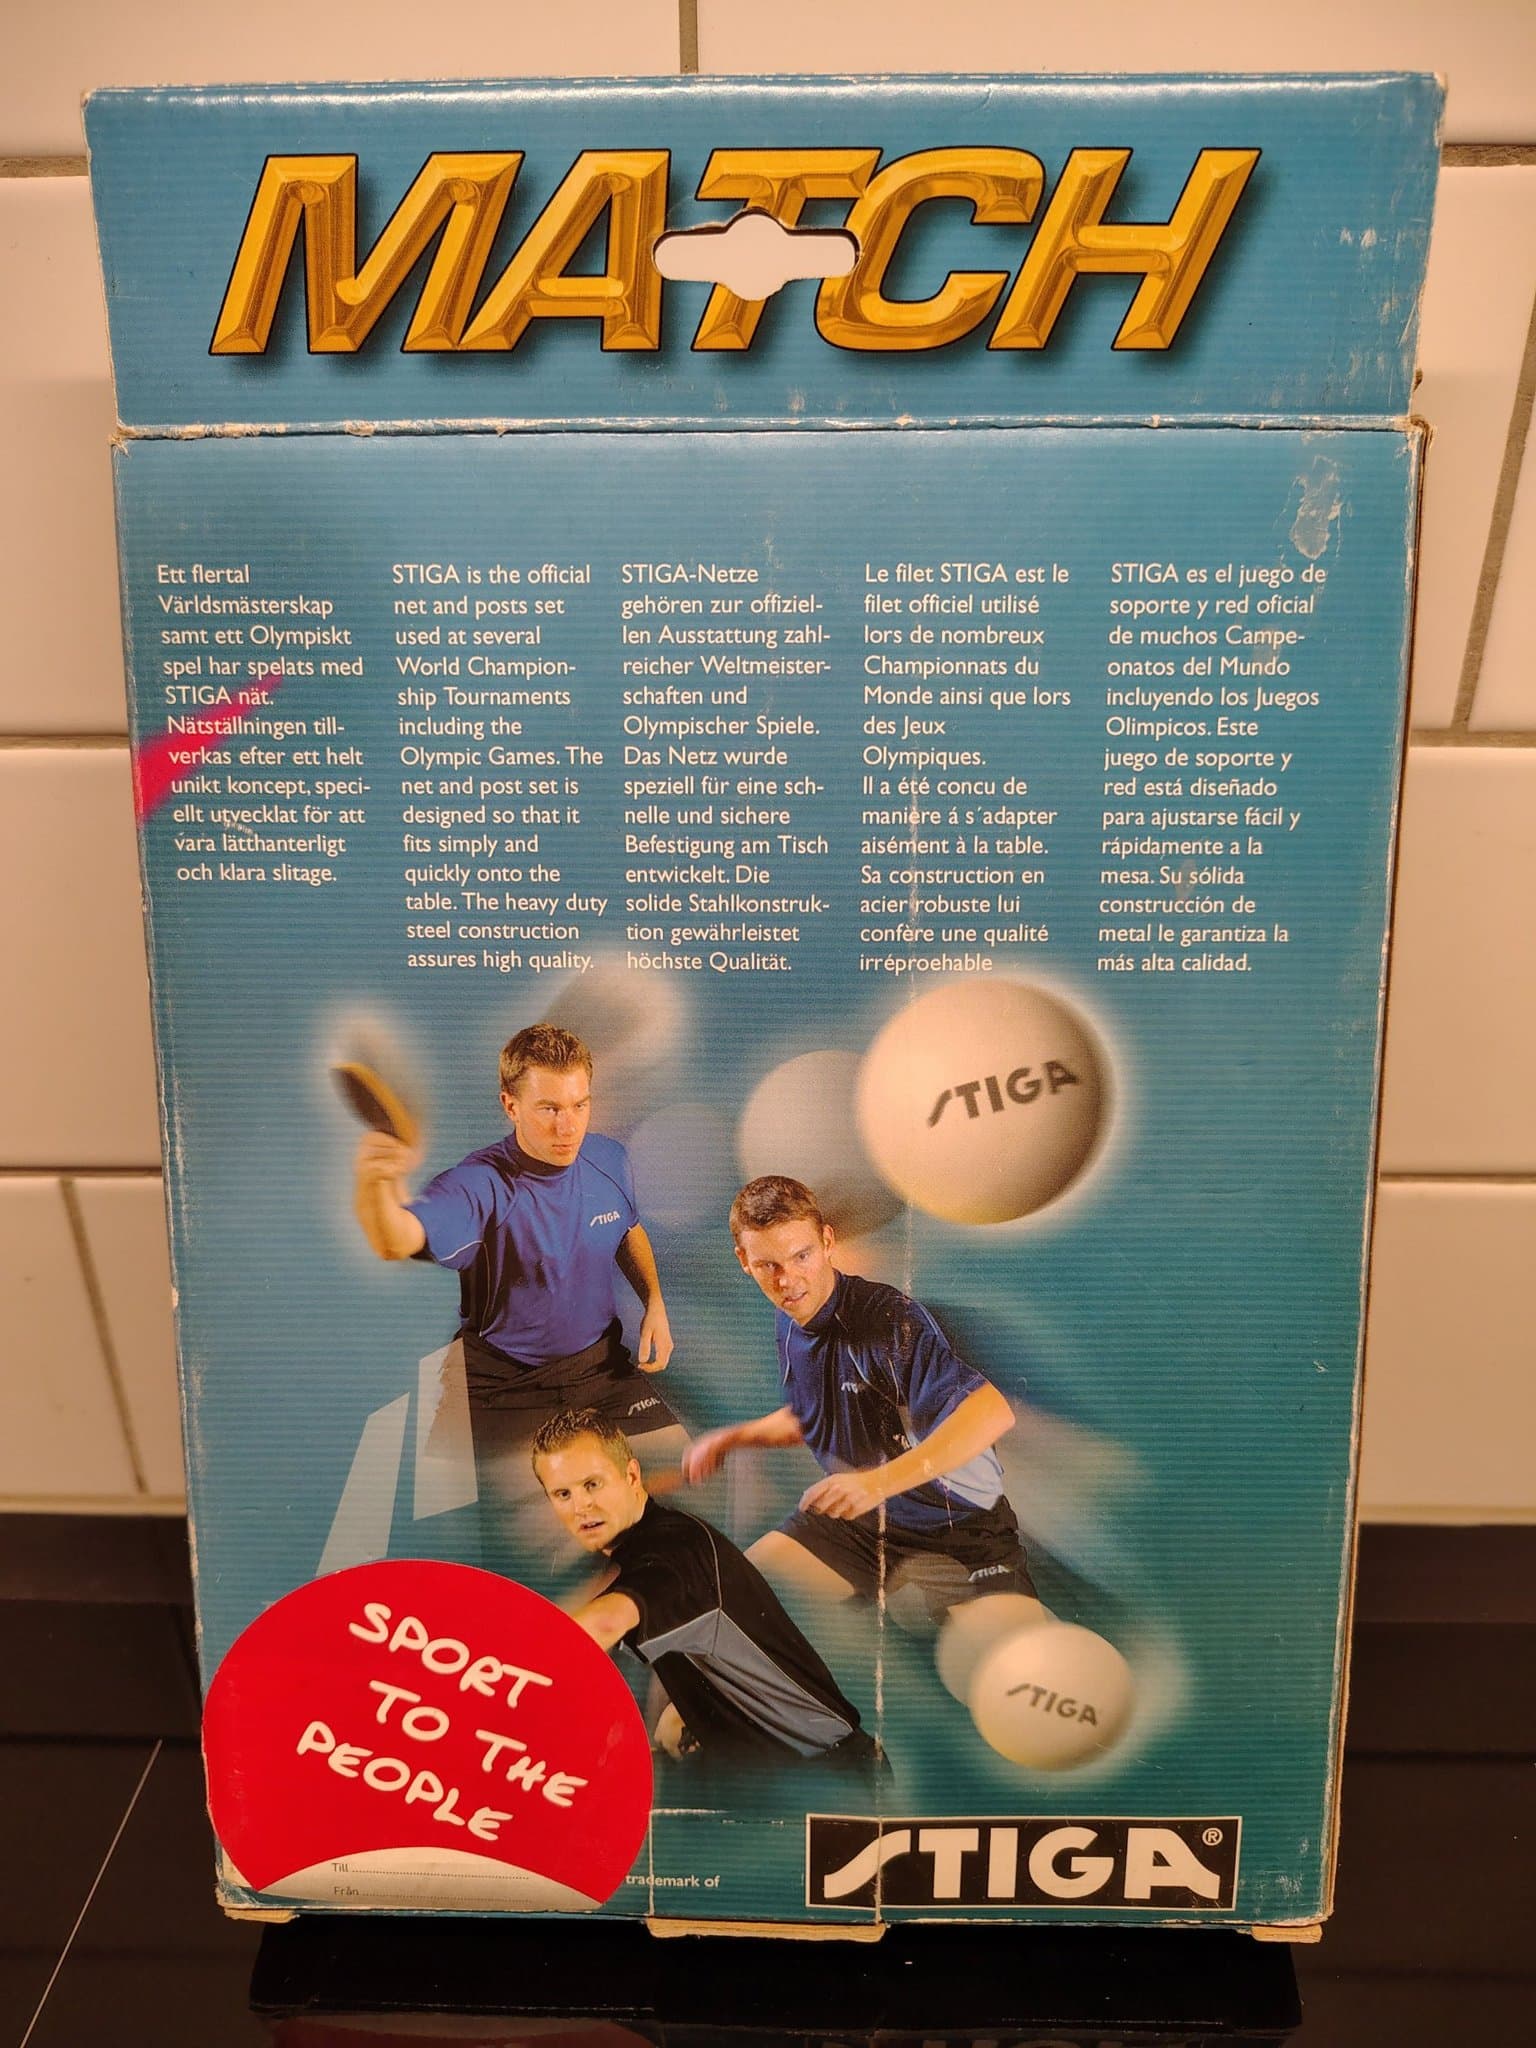 MATCH
Ett flertal
Världsmästerskap
samt ett Olympiskt
spel har spelats med
STIGA nät.
Nätställningen till-
verkas efter ett helt
unikt koncept, speci-
ellt utvecklat för att
vara lätthanterligt
och klara slitage.
STIGA is the official
net and posts set
used at several
World Champion-
ship Tournaments
including the
Olympic Games. The
net and post set is
designed so that it
fits simply and
quickly onto the
table. The heavy duty
steel construction
assures high quality.
STIGA-Netze
gehören zur offiziel-
len Ausstattung zahl-
reicher Weltmeister-
schaften und
Olympischer Spiele.
Das Netz wurde
speziell für eine sch-
nelle und sichere
Befestigung am Tisch
entwickelt. Die
solide Stahlkonstruk-
tion gewährleistet
höchste Qualität.
Le filet STIGA est le
filet officiel utilisé
lors de nombreux
Championnats du
Monde ainsi que lors
des Jeux
Olympiques.
Il a été concu de
manière á s´adapter
aisément à la table.
Sa construction en
acier robuste lui
confère une qualité
irréproehable
STIGA es el juego de
soporte y red oficial
de muchos Campe-
onatos del Mundo
incluyendo los Juegos
Olimpicos. Este
juego de soporte y
red está diseñado
para ajustarse fácil y
rápidamente a la
mesa. Su sólida
construcción de
metal le garantiza la
más alta calidad.
STIGA
STIGA
STIGA
STIGA
STIGA
STIGA
SPORT
TO THE
PEOPLE
Till
Från
trademark of
STIGA®